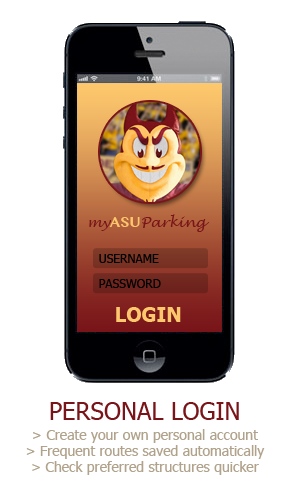 9:41 AM
myASUParking
USERNAME
PASSWORD
LOGIN
PERSONAL LOGIN
> Create your own personal account
> Frequent routes saved automatically
> Check preferred structures quicker